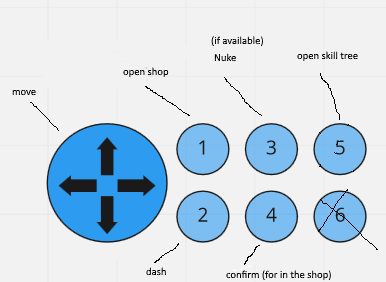 (if available)
Nuke
open skill tree
open shop
move
1
3
5
2
4
6
dash
confirm (for in the shop)